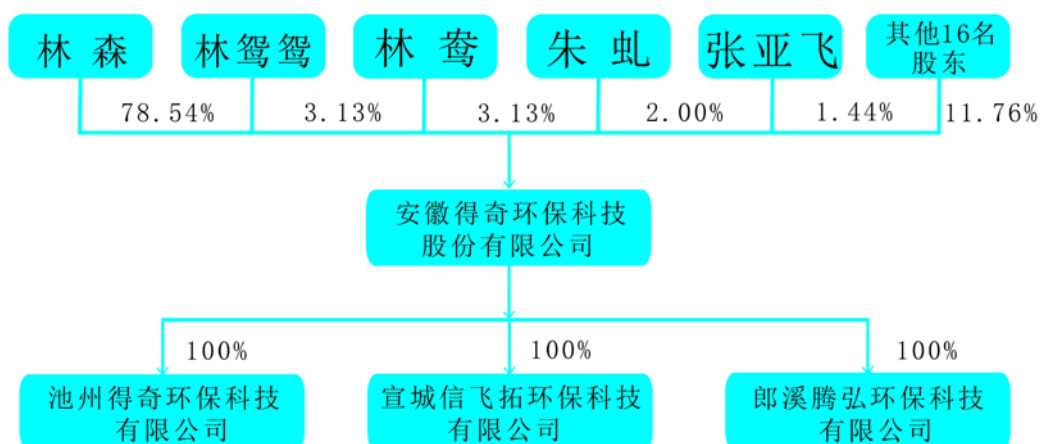 林森
林鸳鸳
林鸯
朱虬
张亚飞
其他16名
股东
78.54%
3.13%
3.13%
2.00%
1.44%
11.76%
安徽得奇环保科技
股份有限公司
100%
100%
100%
池州得奇环保科技
有限公司
宣城信飞拓环保科技
有限公司
郎溪腾弘环保科技
有限公司